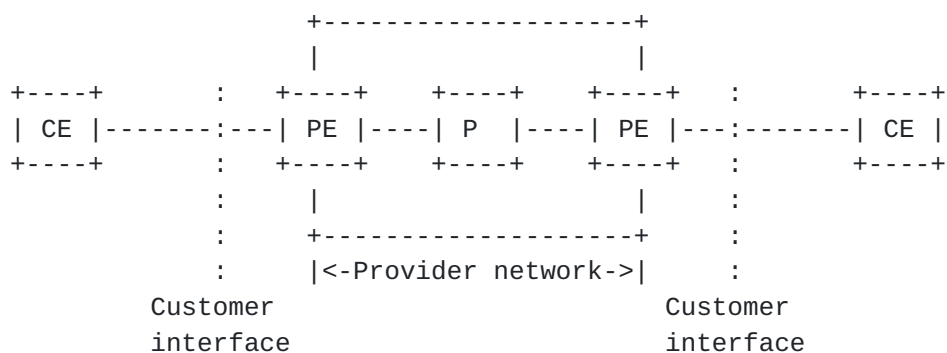 +--------------------+
|                    |
+----+       :   +----+    +----+    +----+   :       +----+
| CE |-------:---| PE |----| P  |----| PE |---:-------| CE |
+----+       :   +----+    +----+    +----+   :       +----+
:     |                    |     :
:     +--------------------+     :
:     |<-Provider network->|     :
Customer                         Customer
interface                        interface